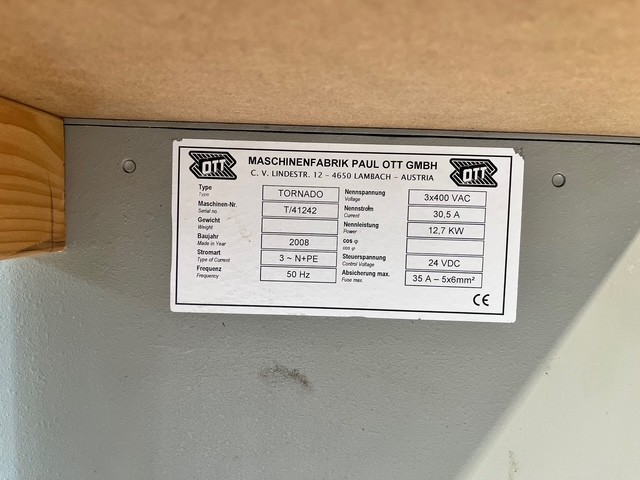 OTT
MASCHINENFABRIK PAUL OTT GMBH
OTT
C. V. LINDESTR. 12 – 4650 LAMBACH – AUSTRIA
Type
Type
TORNADO
Maschinen-Nr.
Serial no.
T/41242
Gewicht
Weight
Baujahr
Made in Year
2008
Stromart
Type of Current
3 ~ N+PE
Frequenz
Frequency
50 Hz
Nennspannung
Voltage
3x400 VAC
Nennstrom
Current
30,5 A
Nennleistung
Power
12,7 KW
cos φ
cos φ
Steuerspannung
Control Voltage
24 VDC
Absicherung max.
Fuse max.
35 A – 5x6mm²
CE